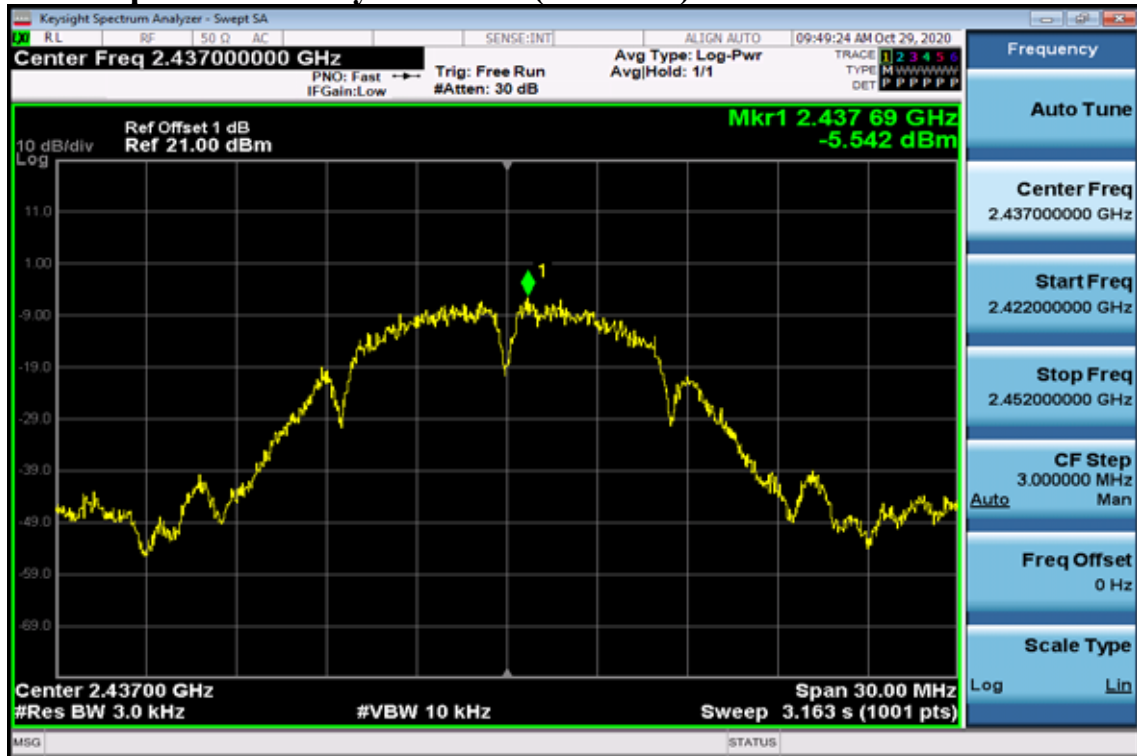 Keysight Spectrum Analyzer - Swept SA
RL RF 50 Ω AC SENSE:INT ALIGN AUTO 09:49:24 AM Oct 29, 2020
Center Freq 2.437000000 GHz
PNO: Fast
IFGain:Low
Trig: Free Run
#Atten: 30 dB
Avg Type: Log-Pwr
Avg|Hold: 1/1
TRACE 1 2 3 4 5 6
TYPE M W W W W W
DET P P P P P P
Mkr1 2.437 69 GHz
-5.542 dBm
Ref Offset 1 dB
10 dB/div Ref 21.00 dBm
Log
11.0
1.00
-9.00
-19.0
-29.0
-39.0
-49.0
-59.0
-69.0
1
Center 2.43700 GHz Span 30.00 MHz
#Res BW 3.0 kHz #VBW 10 kHz Sweep 3.163 s (1001 pts)
MSG STATUS
Frequency
Auto Tune
Center Freq
2.437000000 GHz
Start Freq
2.422000000 GHz
Stop Freq
2.452000000 GHz
CF Step
3.000000 MHz
Auto Man
Freq Offset
0 Hz
Scale Type
Log Lin